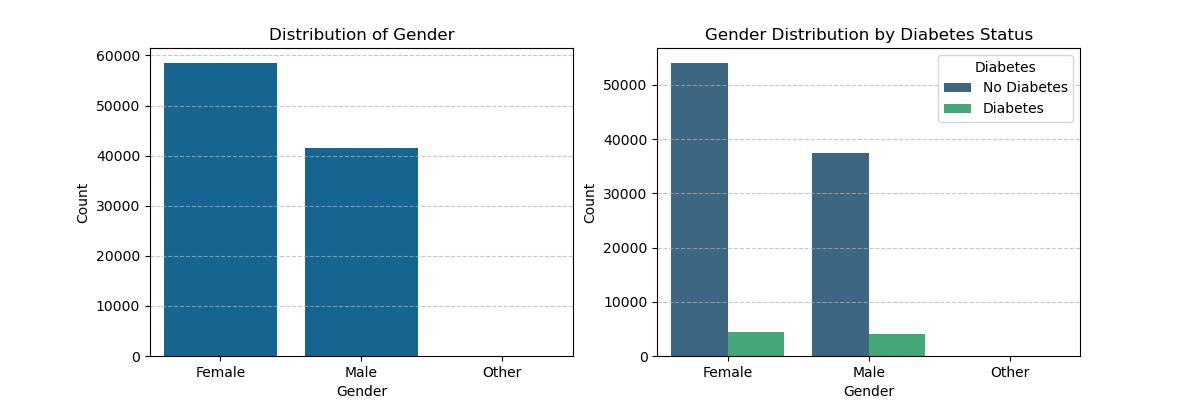 Distribution of Gender
60000
50000
40000
30000
20000
10000
0
Count
Female
Male
Other
Gender
Gender Distribution by Diabetes Status
50000
40000
30000
20000
10000
0
Count
Diabetes
No Diabetes
Diabetes
Female
Male
Other
Gender